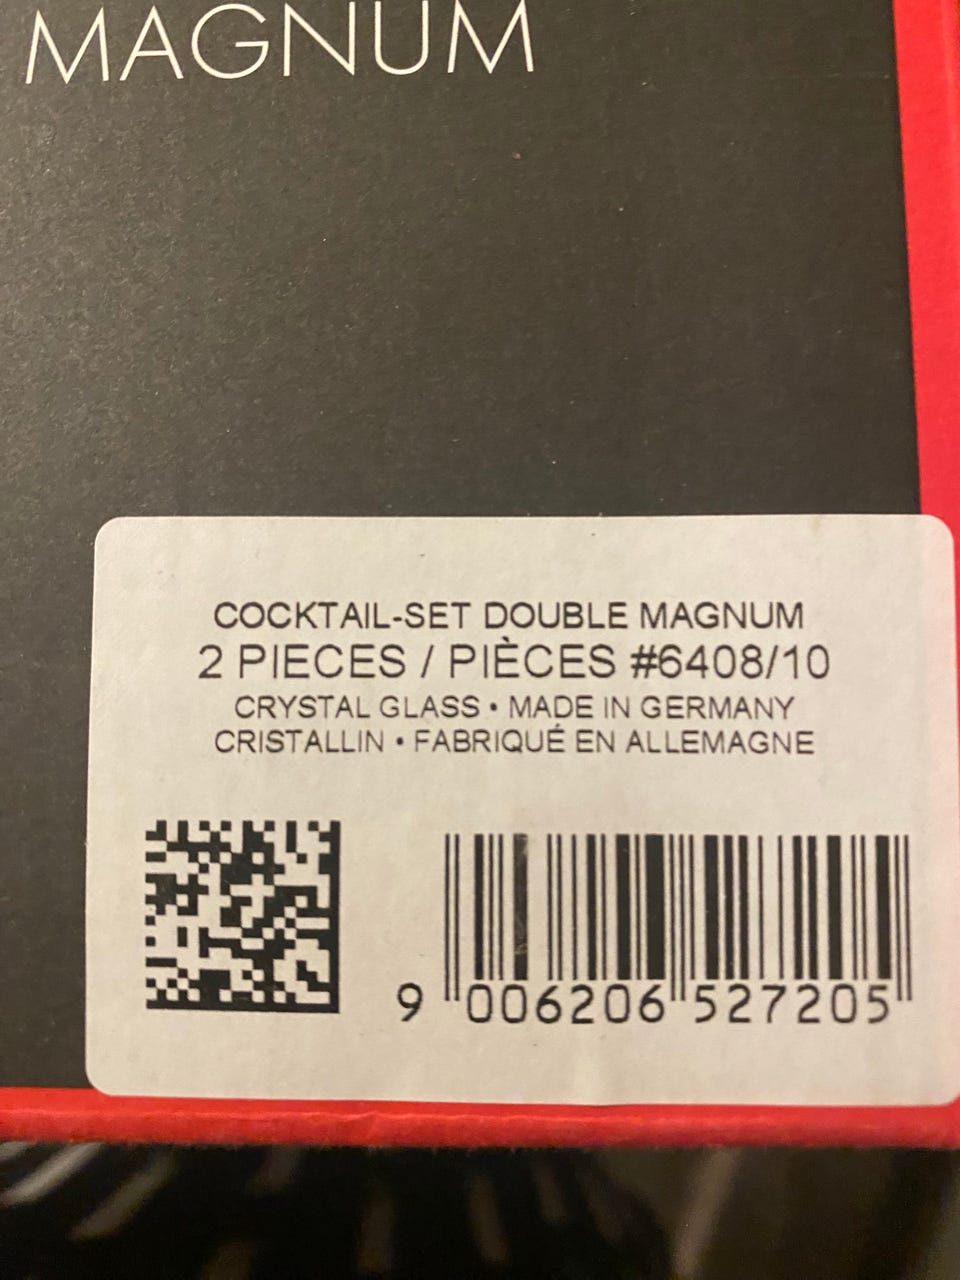 MAGNUM
COCKTAIL-SET DOUBLE MAGNUM
2 PIECES / PIÈCES #6408/10
CRYSTAL GLASS • MADE IN GERMANY
CRISTALLIN • FABRIQUÉ EN ALLEMAGNE
9 006206 527205